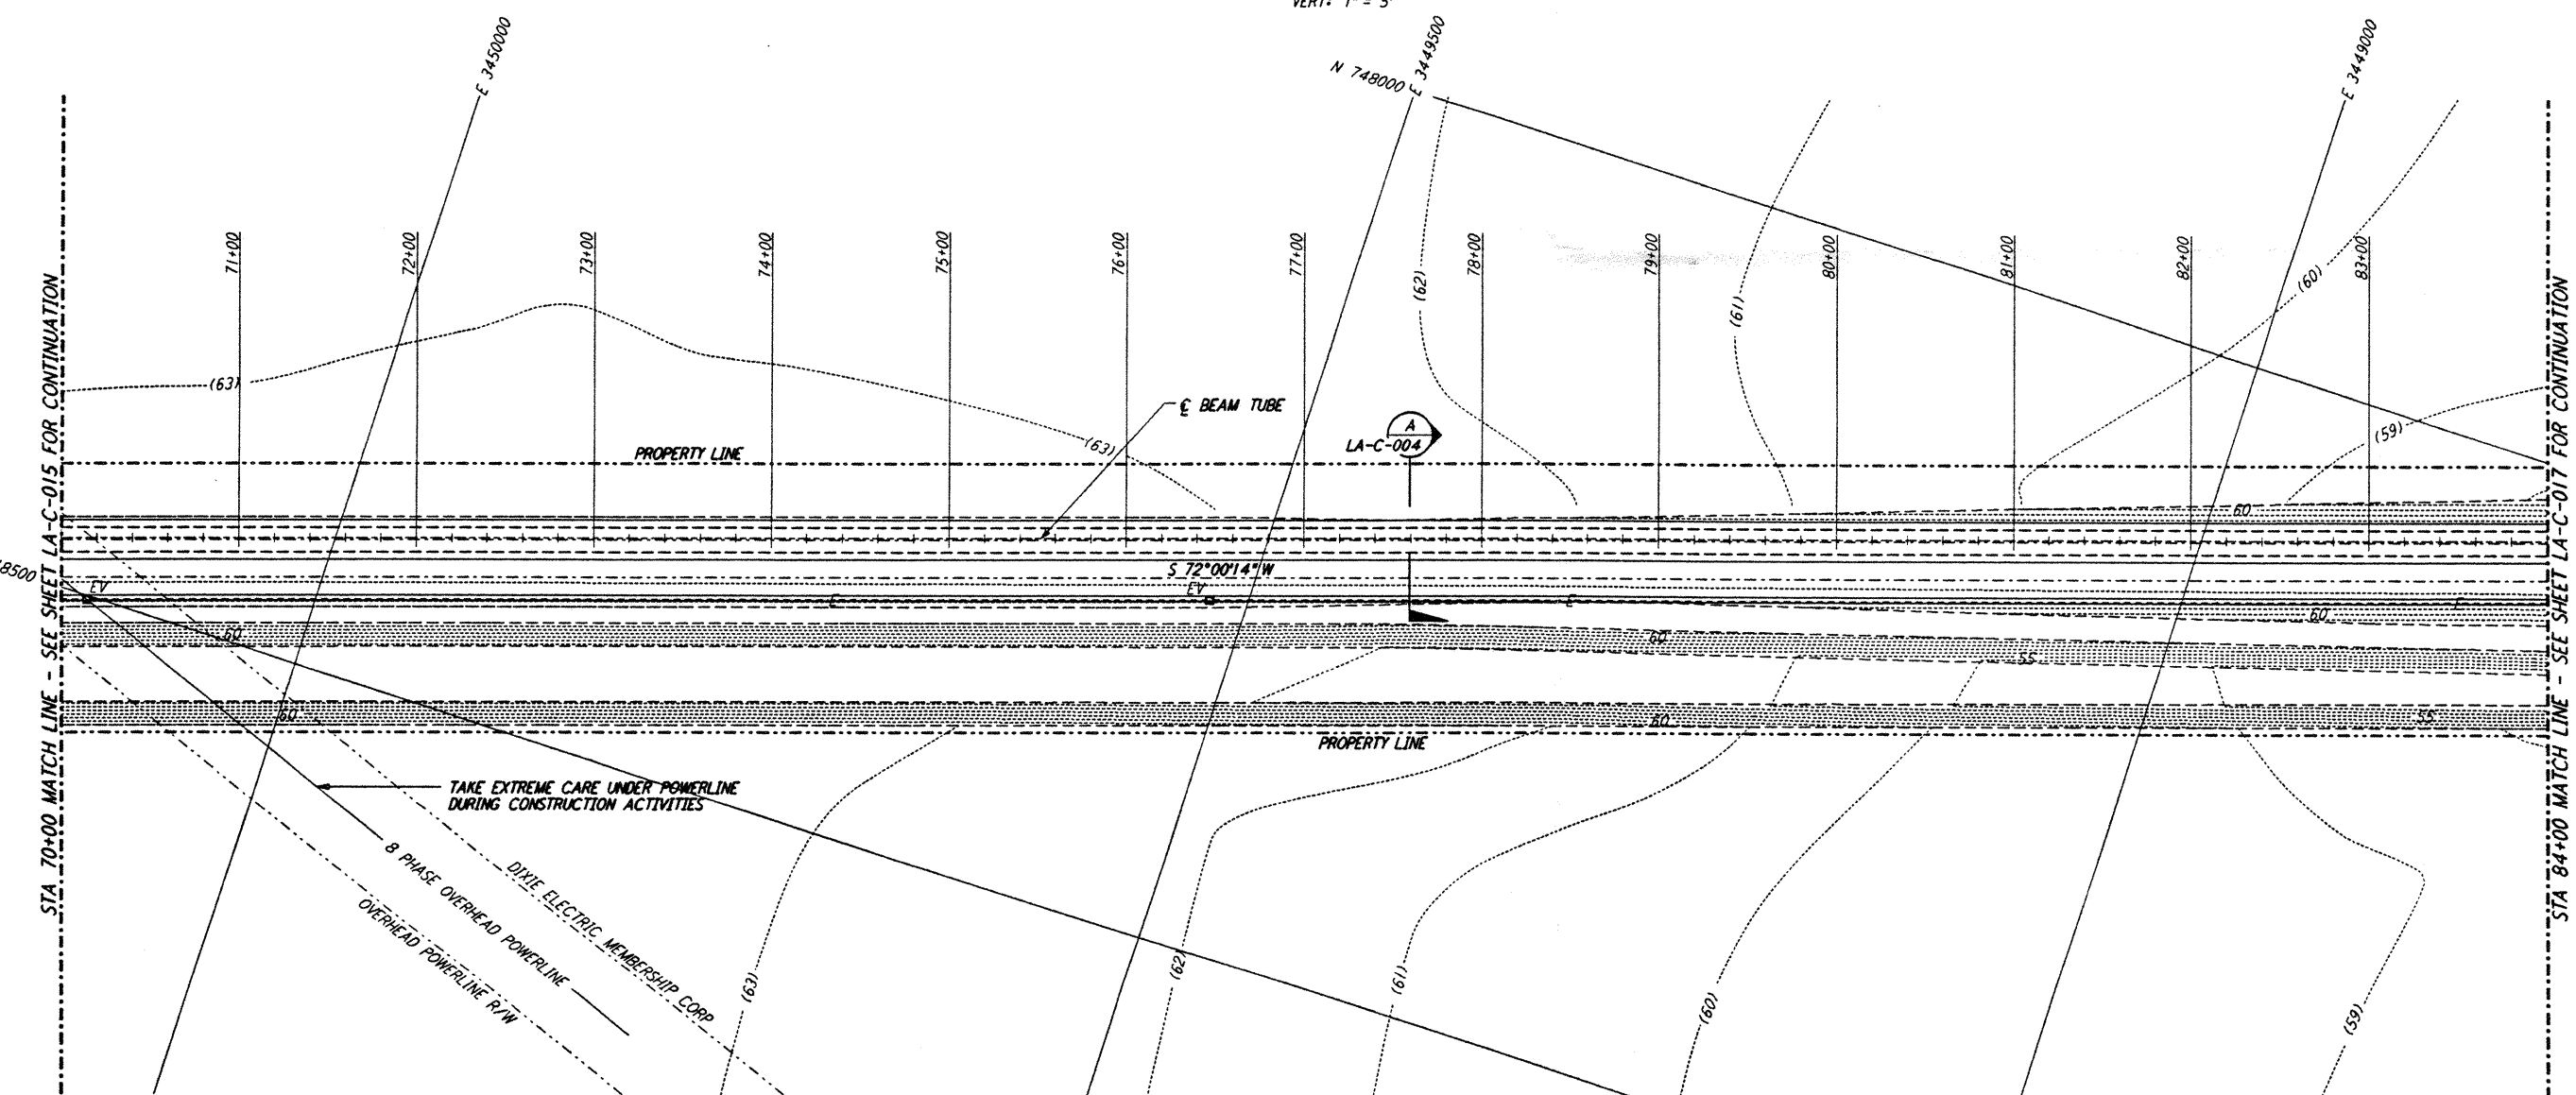 VERT: 1" = 5'
E 3450000
N 748000
E 3449500
E 3449000
71+00
72+00
73+00
74+00
75+00
76+00
77+00
78+00
79+00
80+00
81+00
82+00
83+00
(62)
(61)
(60)
(63)
(63)
(59)
℄ BEAM TUBE
A
LA-C-004
PROPERTY LINE
60
S 72°00'14" W
8500
EV
EV
E
E
E
60
60
60
55
60
60
55
PROPERTY LINE
TAKE EXTREME CARE UNDER POWERLINE
DURING CONSTRUCTION ACTIVITIES
8 PHASE OVERHEAD POWERLINE
DIXIE ELECTRIC MEMBERSHIP CORP
OVERHEAD POWERLINE R/W
(63)
(62)
(61)
(60)
(59)
STA 70+00 MATCH LINE - SEE SHEET LA-C-015 FOR CONTINUATION
STA 84+00 MATCH LINE - SEE SHEET LA-C-017 FOR CONTINUATION